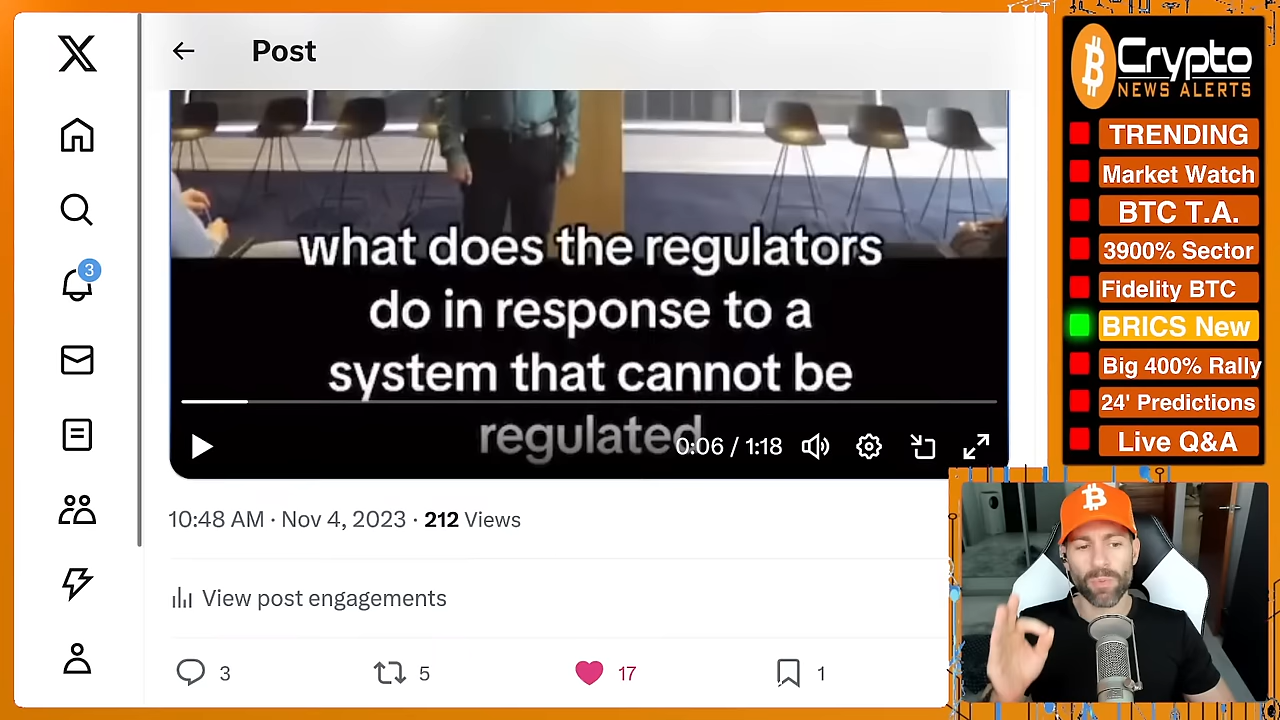 Post
what does the regulators
do in response to a
system that cannot be
regulated
0:06 / 1:18
3
10:48 AM · Nov 4, 2023 · 212 Views
View post engagements
3
5
17
1
Crypto
NEWS ALERTS
TRENDING
Market Watch
BTC T.A.
3900% Sector
Fidelity BTC
BRICS New
Big 400% Rally
24' Predictions
Live Q&A